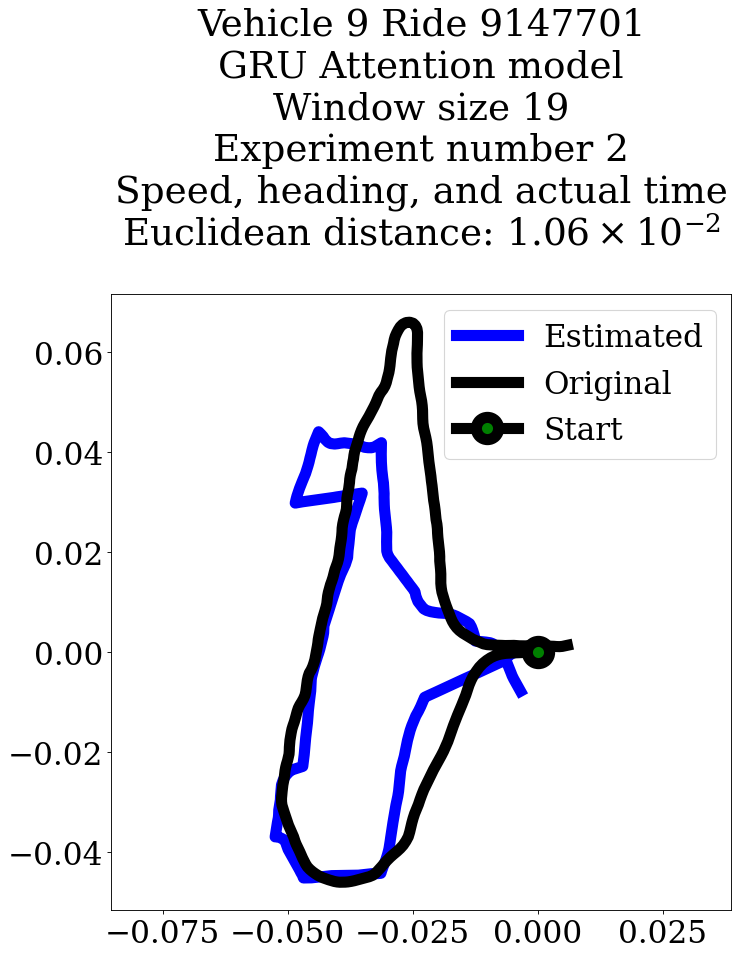 Vehicle 9 Ride 9147701
GRU Attention model
Window size 19
Experiment number 2
Speed, heading, and actual time
Euclidean distance: 1.06 × 10⁻²
Estimated
Original
Start
0.06
0.04
0.02
0.00
−0.02
−0.04
−0.075 −0.050 −0.025 0.000 0.025